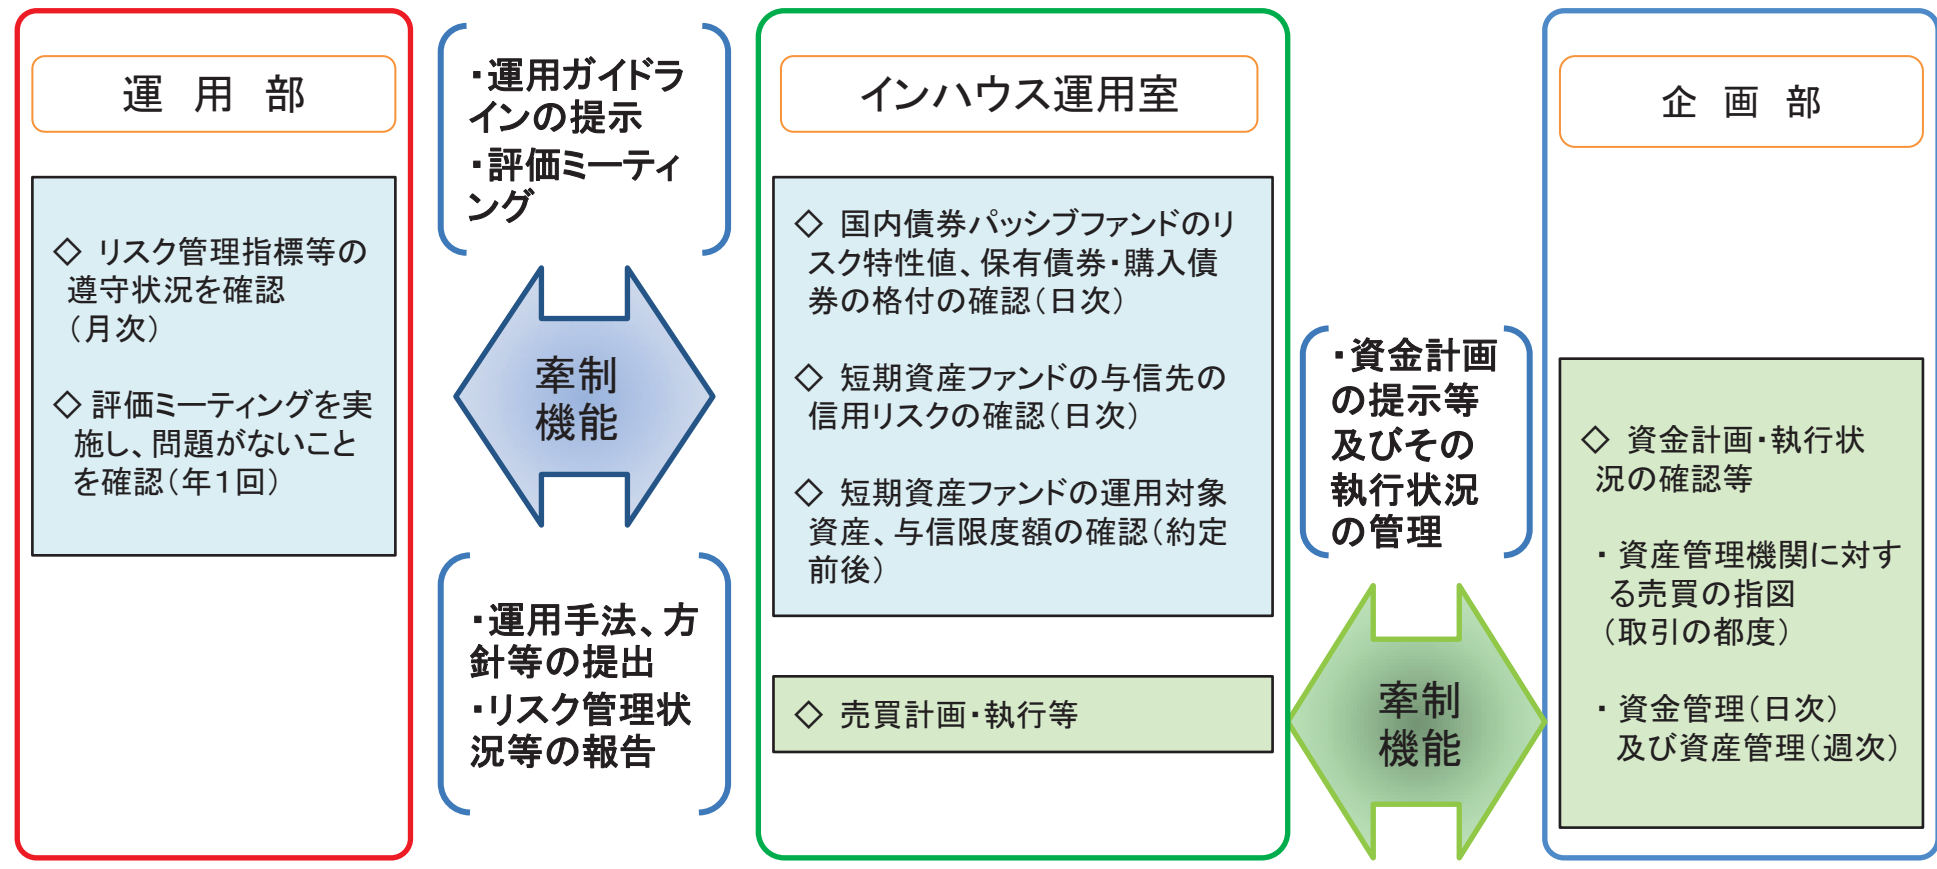 運 用 部
◇ リスク管理指標等の
遵守状況を確認
（月次）
◇ 評価ミーティングを実
施し、問題がないこと
を確認（年１回）
・運用ガイドラ
インの提示
・評価ミーティ
ング
牽制
機能
・運用手法、方
針等の提出
・リスク管理状
況等の報告
インハウス運用室
◇ 国内債券パッシブファンドのリ
スク特性値、保有債券・購入債
券の格付の確認（日次）
◇ 短期資産ファンドの与信先の
信用リスクの確認（日次）
◇ 短期資産ファンドの運用対象
資産、与信限度額の確認（約定
前後）
◇ 売買計画・執行等
・資金計画
の提示等
及びその
執行状況
の管理
牽制
機能
企 画 部
◇ 資金計画・執行状
況の確認等
・資産管理機関に対す
る売買の指図
（取引の都度）
・資金管理（日次）
及び資産管理（週次）